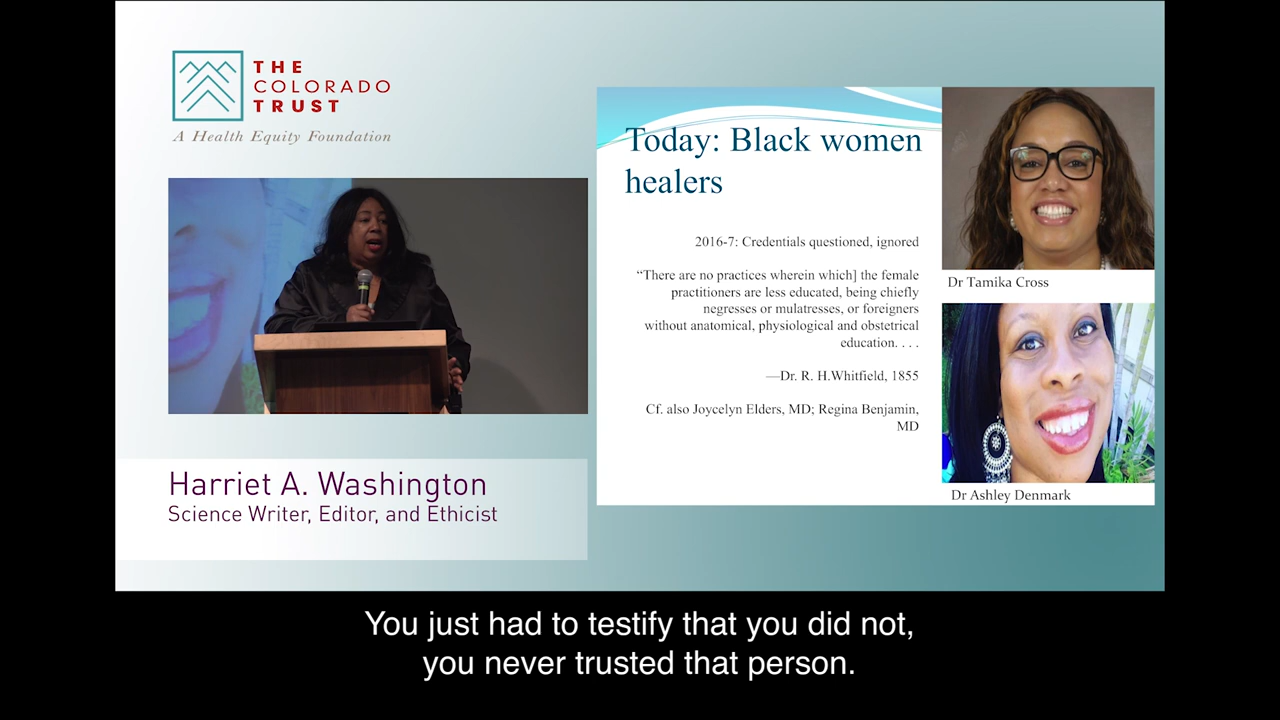 THE
COLORADO
TRUST
A Health Equity Foundation
Today: Black women
healers
2016-7: Credentials questioned, ignored
“There are no practices wherein which] the female
practitioners are less educated, being chiefly
negresses or mulatresses, or foreigners
without anatomical, physiological and obstetrical
education. . . .
—Dr. R. H.Whitfield, 1855
Cf. also Joycelyn Elders, MD; Regina Benjamin,
MD
Dr Tamika Cross
Dr Ashley Denmark
Harriet A. Washington
Science Writer, Editor, and Ethicist
You just had to testify that you did not,
you never trusted that person.